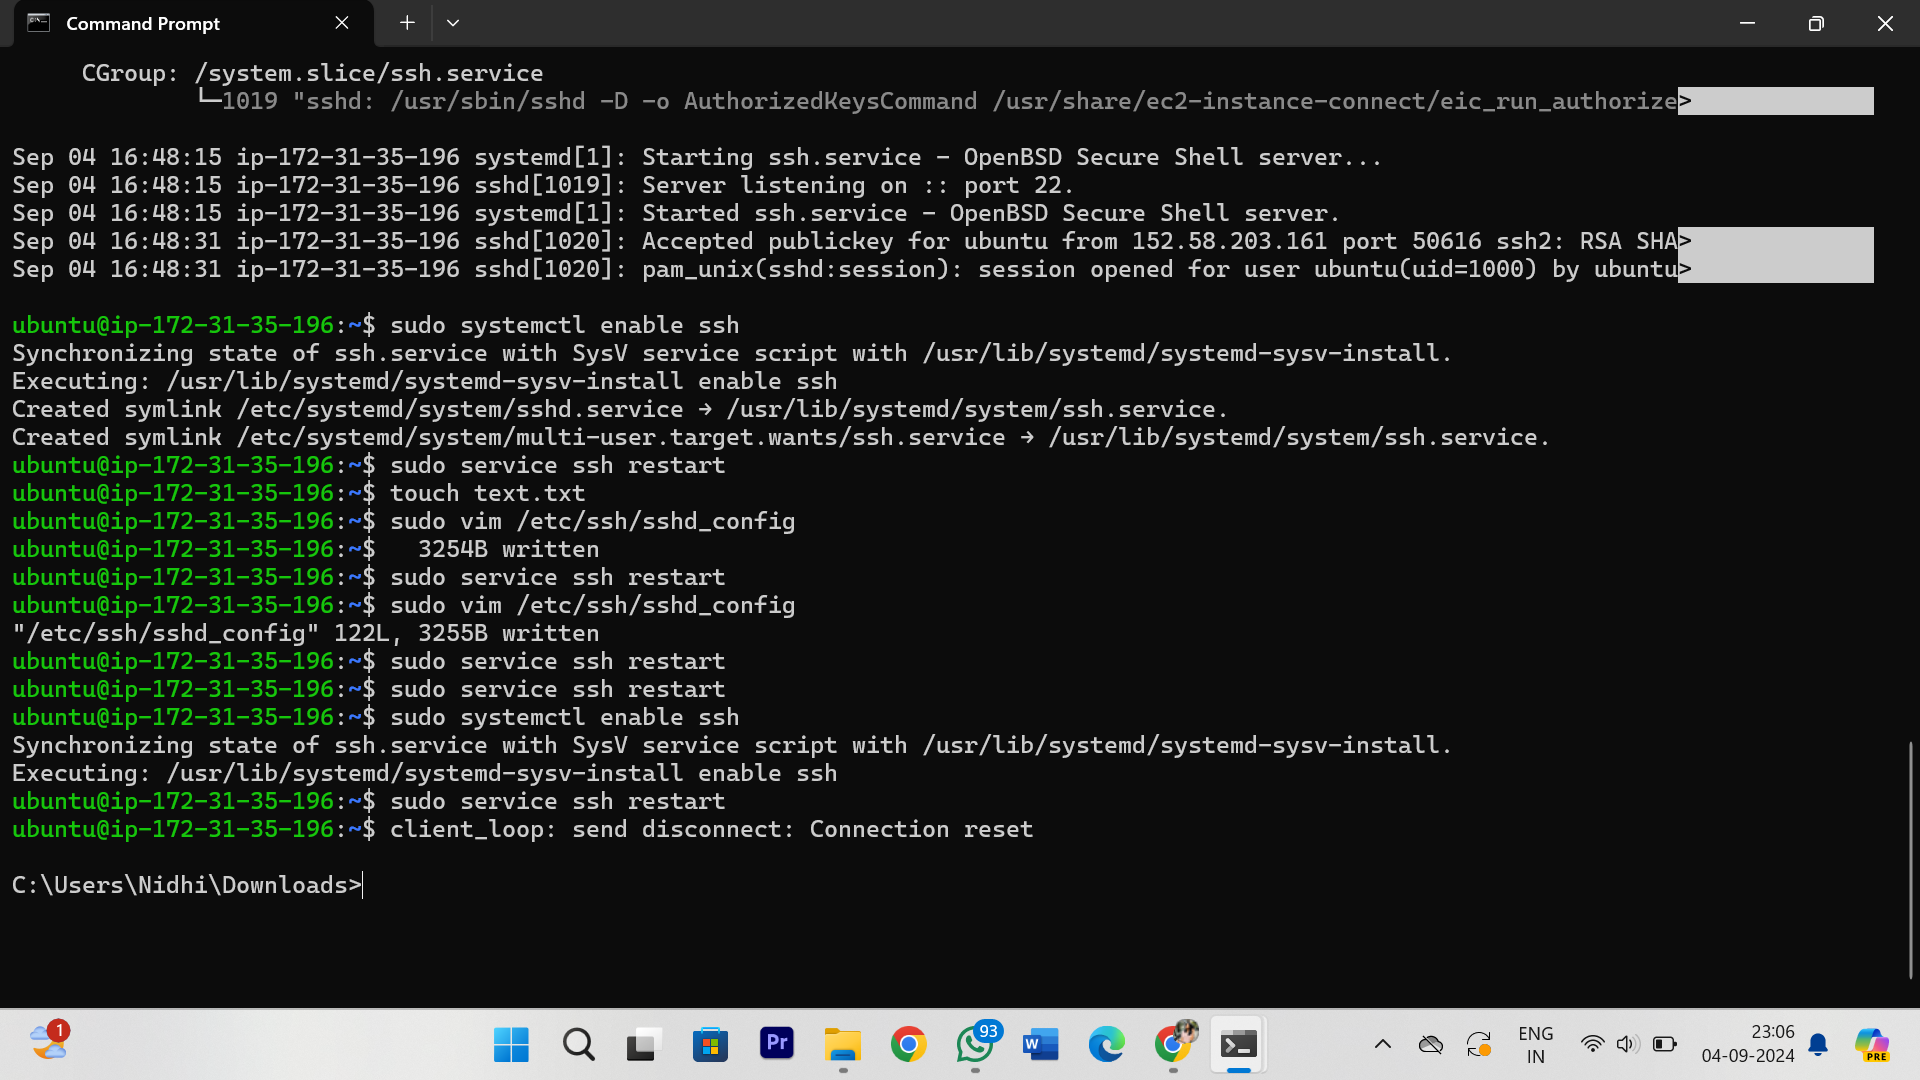 Command Prompt
CGroup: /system.slice/ssh.service
└─1019 "sshd: /usr/sbin/sshd -D -o AuthorizedKeysCommand /usr/share/ec2-instance-connect/eic_run_authorize>
Sep 04 16:48:15 ip-172-31-35-196 systemd[1]: Starting ssh.service - OpenBSD Secure Shell server...
Sep 04 16:48:15 ip-172-31-35-196 sshd[1019]: Server listening on :: port 22.
Sep 04 16:48:15 ip-172-31-35-196 systemd[1]: Started ssh.service - OpenBSD Secure Shell server.
Sep 04 16:48:31 ip-172-31-35-196 sshd[1020]: Accepted publickey for ubuntu from 152.58.203.161 port 50616 ssh2: RSA SHA>
Sep 04 16:48:31 ip-172-31-35-196 sshd[1020]: pam_unix(sshd:session): session opened for user ubuntu(uid=1000) by ubuntu>
ubuntu@ip-172-31-35-196:~$ sudo systemctl enable ssh
Synchronizing state of ssh.service with SysV service script with /usr/lib/systemd/systemd-sysv-install.
Executing: /usr/lib/systemd/systemd-sysv-install enable ssh
Created symlink /etc/systemd/system/sshd.service → /usr/lib/systemd/system/ssh.service.
Created symlink /etc/systemd/system/multi-user.target.wants/ssh.service → /usr/lib/systemd/system/ssh.service.
ubuntu@ip-172-31-35-196:~$ sudo service ssh restart
ubuntu@ip-172-31-35-196:~$ touch text.txt
ubuntu@ip-172-31-35-196:~$ sudo vim /etc/ssh/sshd_config
ubuntu@ip-172-31-35-196:~$   3254B written
ubuntu@ip-172-31-35-196:~$ sudo service ssh restart
ubuntu@ip-172-31-35-196:~$ sudo vim /etc/ssh/sshd_config
"/etc/ssh/sshd_config" 122L, 3255B written
ubuntu@ip-172-31-35-196:~$ sudo service ssh restart
ubuntu@ip-172-31-35-196:~$ sudo service ssh restart
ubuntu@ip-172-31-35-196:~$ sudo systemctl enable ssh
Synchronizing state of ssh.service with SysV service script with /usr/lib/systemd/systemd-sysv-install.
Executing: /usr/lib/systemd/systemd-sysv-install enable ssh
ubuntu@ip-172-31-35-196:~$ sudo service ssh restart
ubuntu@ip-172-31-35-196:~$ client_loop: send disconnect: Connection reset
C:\Users\Nidhi\Downloads>
1
Pr
93
W
ENG
IN
23:06
04-09-2024
PRE